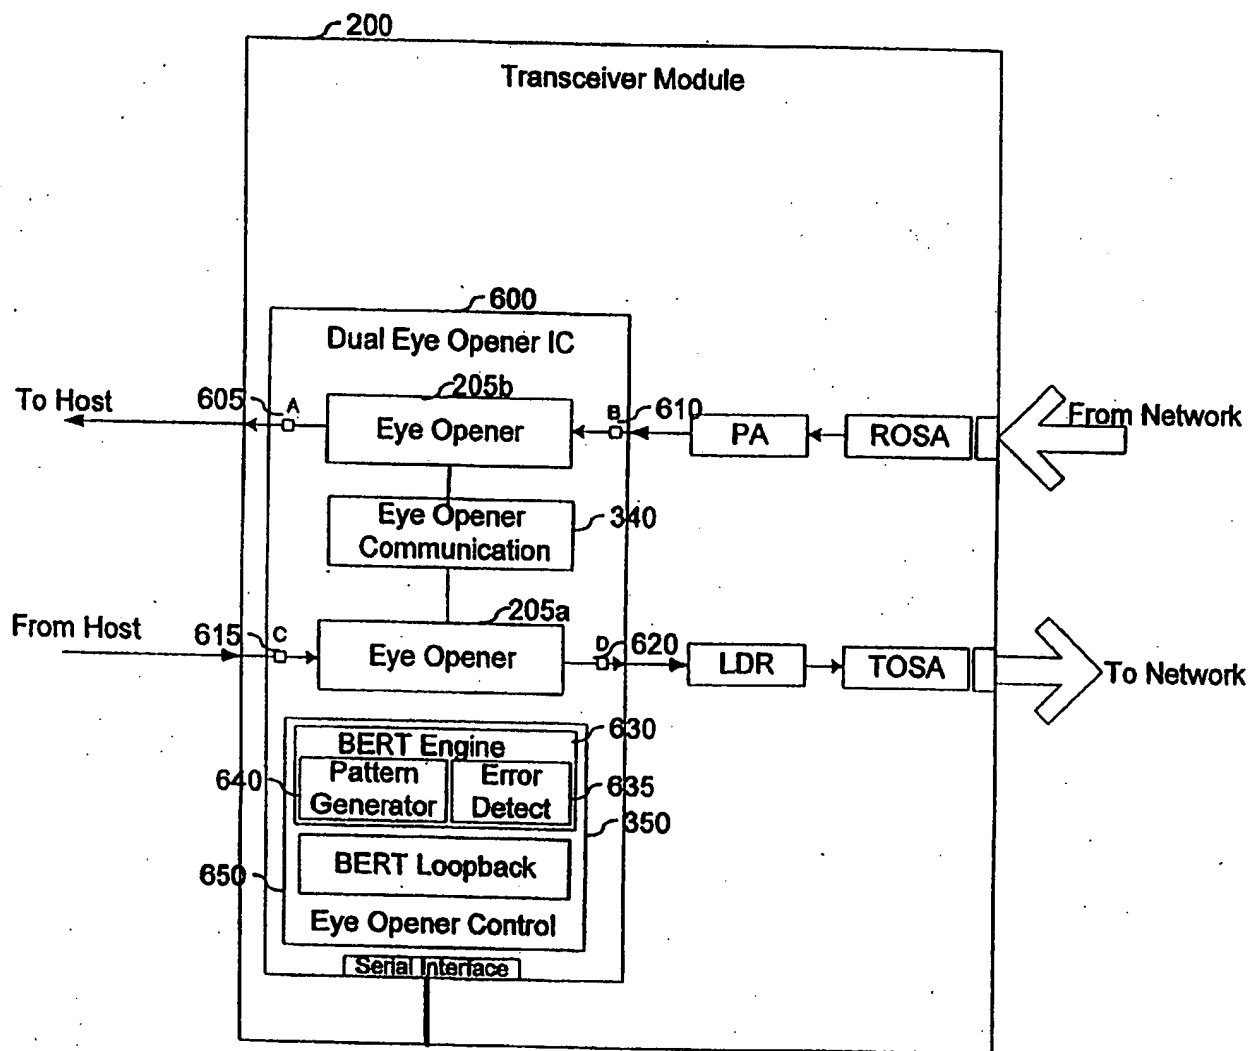 200
Transceiver Module
600
Dual Eye Opener IC
205b
To Host
605
A
Eye Opener
B
610
PA
ROSA
From Network
Eye Opener
Communication
340
205a
From Host
615
C
Eye Opener
D
620
LDR
TOSA
To Network
BERT Engine
630
640
Pattern
Generator
Error
Detect
635
350
BERT Loopback
650
Eye Opener Control
Serial Interface